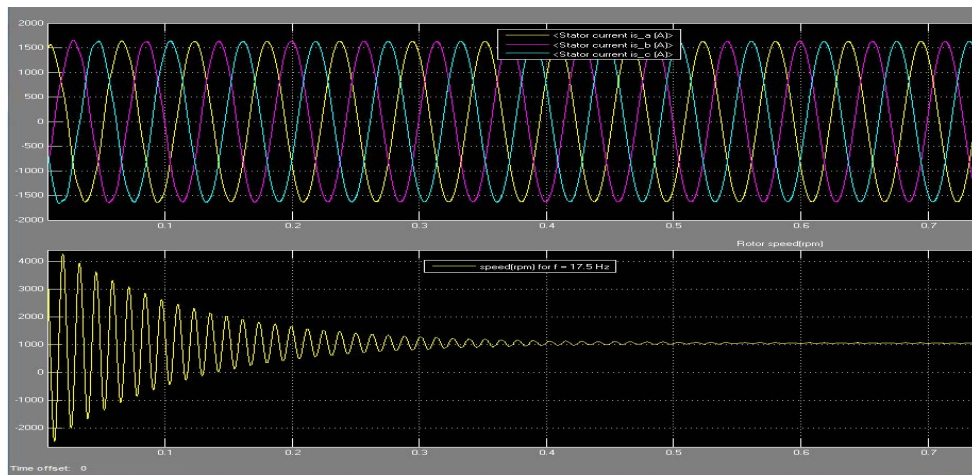 2000
1500
1000
500
0
-500
-1000
-1500
-2000
<Stator current is_a (A)>
<Stator current is_b (A)>
<Stator current is_c (A)>
0.1 0.2 0.3 0.4 0.5 0.6 0.7
Rotor speed(rpm)
4000
3000
2000
1000
0
-1000
-2000
speed(rpm) for f = 17.5 Hz
0.1 0.2 0.3 0.4 0.5 0.6 0.7
Time offset: 0